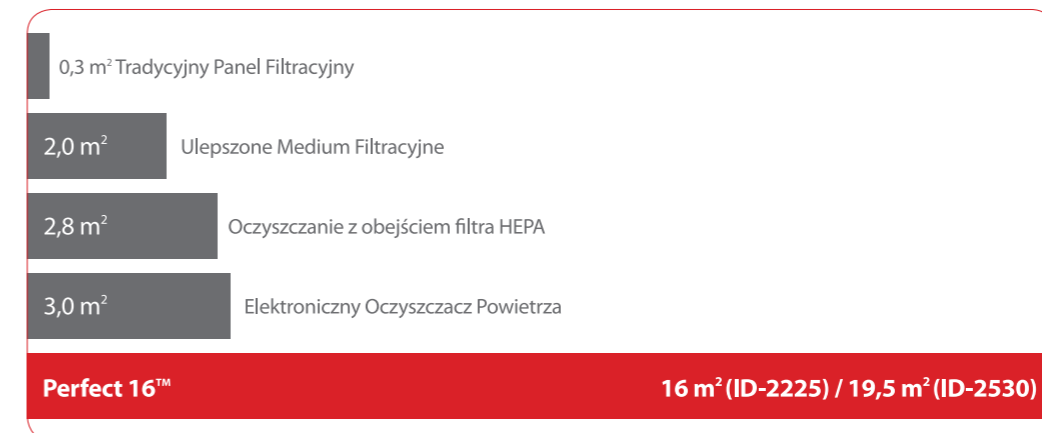 0,3 m² Tradycyjny Panel Filtracyjny
2,0 m² Ulepszone Medium Filtracyjne
2,8 m² Oczyszczanie z obejściem filtra HEPA
3,0 m² Elektroniczny Oczyszczacz Powietrza
Perfect 16™ 16 m² (ID-2225) / 19,5 m² (ID-2530)